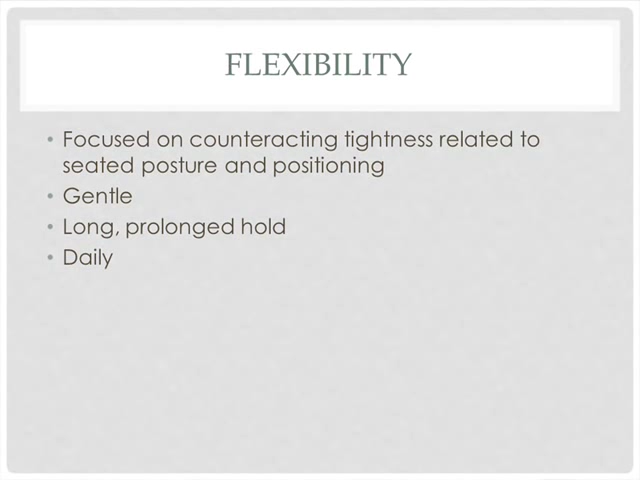 FLEXIBILITY
• Focused on counteracting tightness related to
seated posture and positioning
• Gentle
• Long, prolonged hold
• Daily